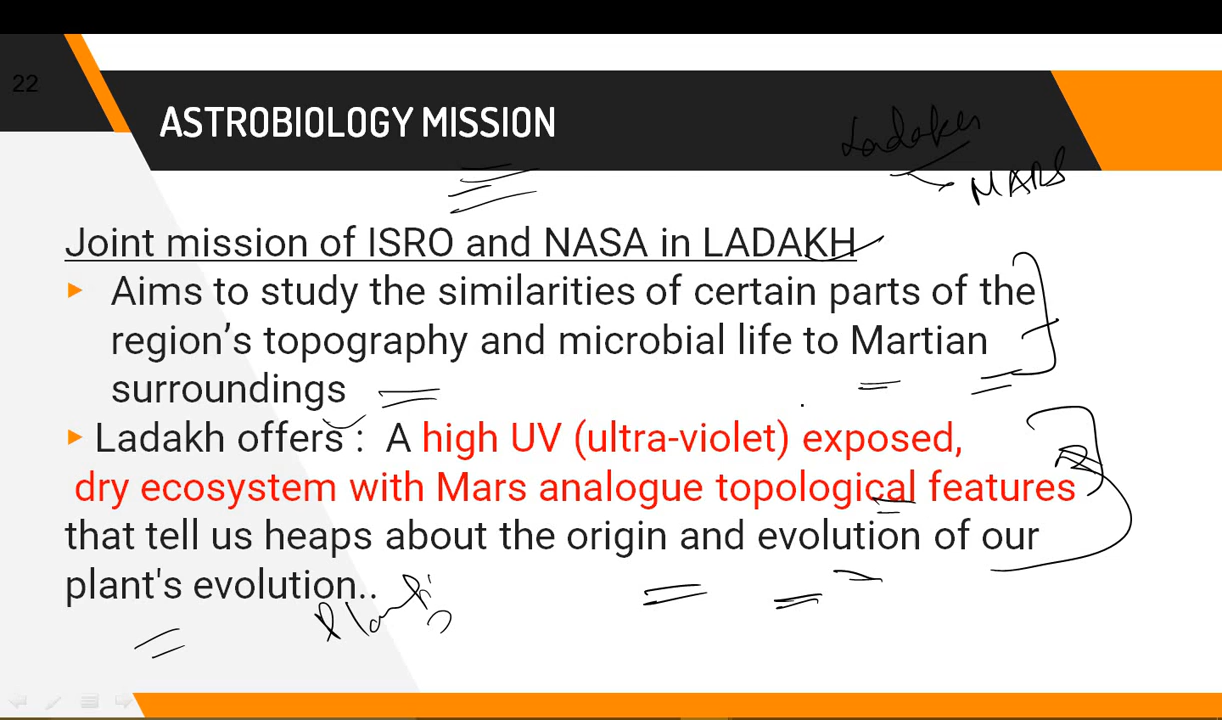 22
ASTROBIOLOGY MISSION
Ladakh
MARS
Joint mission of ISRO and NASA in LADAKH
Aims to study the similarities of certain parts of the
region's topography and microbial life to Martian
surroundings
Ladakh offers : A high UV (ultra-violet) exposed,
dry ecosystem with Mars analogue topological features
that tell us heaps about the origin and evolution of our
plant's evolution..